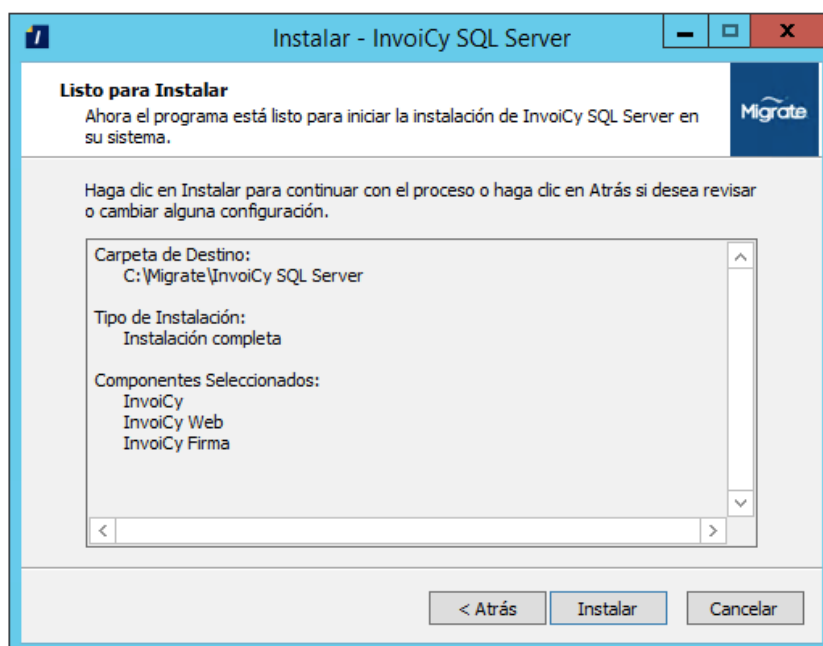 Instalar - InvoiCy SQL Server
Listo para Instalar
Ahora el programa está listo para iniciar la instalación de InvoiCy SQL Server en
su sistema.
Migrate
Haga clic en Instalar para continuar con el proceso o haga clic en Atrás si desea revisar
o cambiar alguna configuración.
Carpeta de Destino:
C:\Migrate\InvoiCy SQL Server
Tipo de Instalación:
Instalación completa
Componentes Seleccionados:
InvoiCy
InvoiCy Web
InvoiCy Firma
< Atrás
Instalar
Cancelar